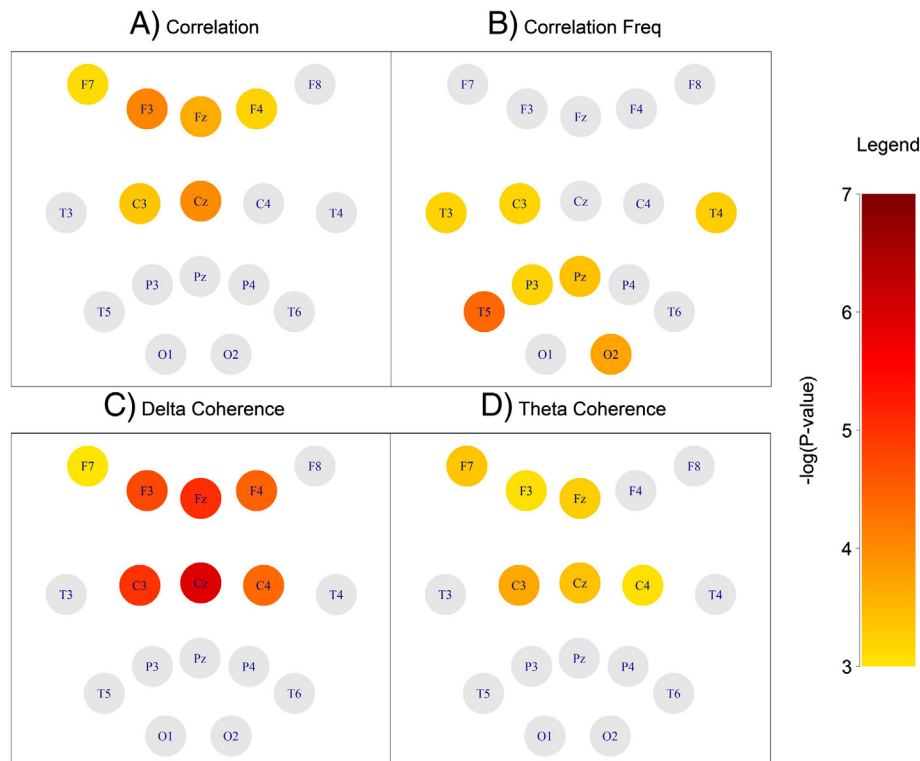 A) Correlation
B) Correlation Freq
F7
F8
F3
Fz
F4
T3
C3
Cz
C4
T4
P3
Pz
P4
T5
T6
O1
O2
F7
F8
F3
Fz
F4
T3
C3
Cz
C4
T4
P3
Pz
P4
T5
T6
O1
O2
C) Delta Coherence
D) Theta Coherence
F7
F8
F3
Fz
F4
T3
C3
Cz
C4
T4
P3
Pz
P4
T5
T6
O1
O2
F7
F8
F3
Fz
F4
T3
C3
Cz
C4
T4
P3
Pz
P4
T5
T6
O1
O2
Legend
7
6
5
4
3
-log(P-value)